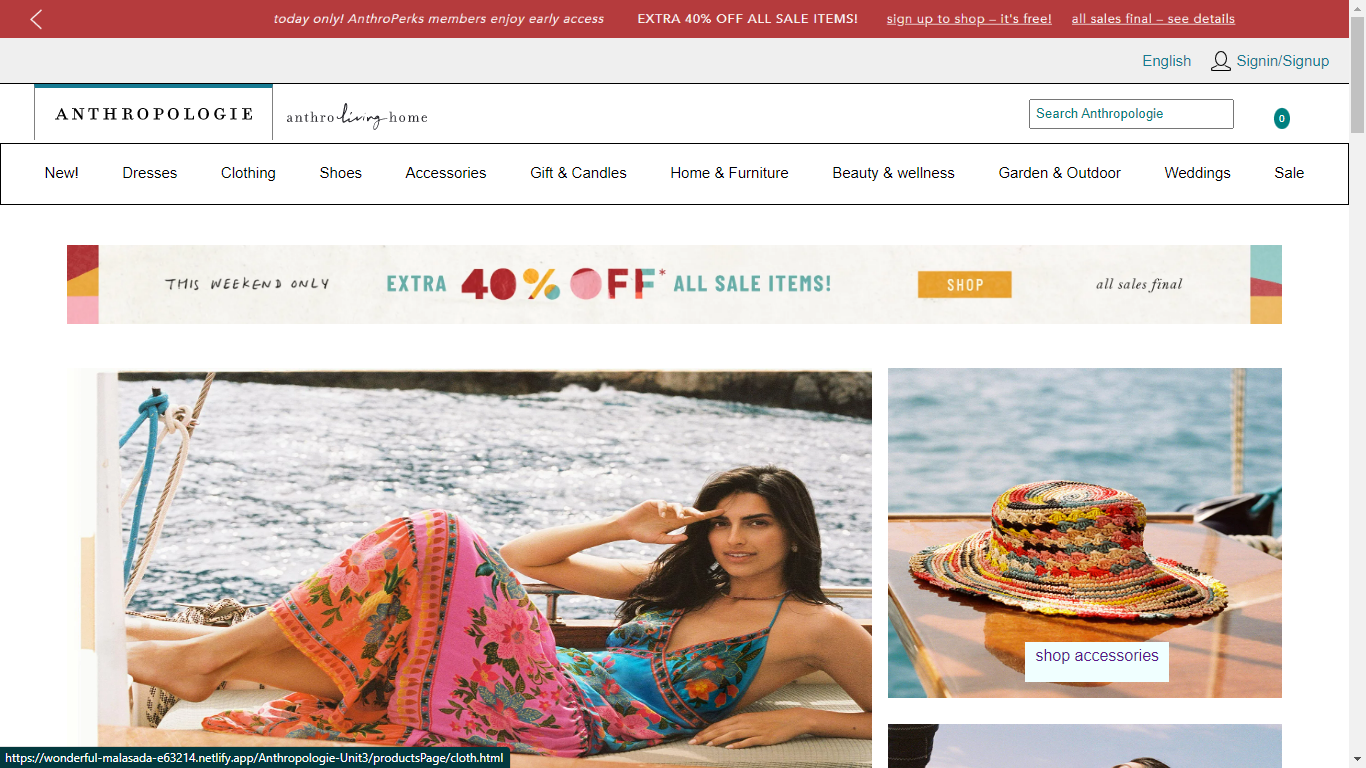 today only! AnthroPerks members enjoy early access EXTRA 40% OFF ALL SALE ITEMS! sign up to shop – it's free! all sales final – see details
English Signin/Signup
ANTHROPOLOGIE anthro living home Search Anthropologie 0
New! Dresses Clothing Shoes Accessories Gift & Candles Home & Furniture Beauty & wellness Garden & Outdoor Weddings Sale
THIS WEEKEND ONLY EXTRA 40% OFF* ALL SALE ITEMS! SHOP all sales final
shop accessories
https://wonderful-malasada-e63214.netlify.app/Anthropologie-Unit3/productsPage/cloth.html